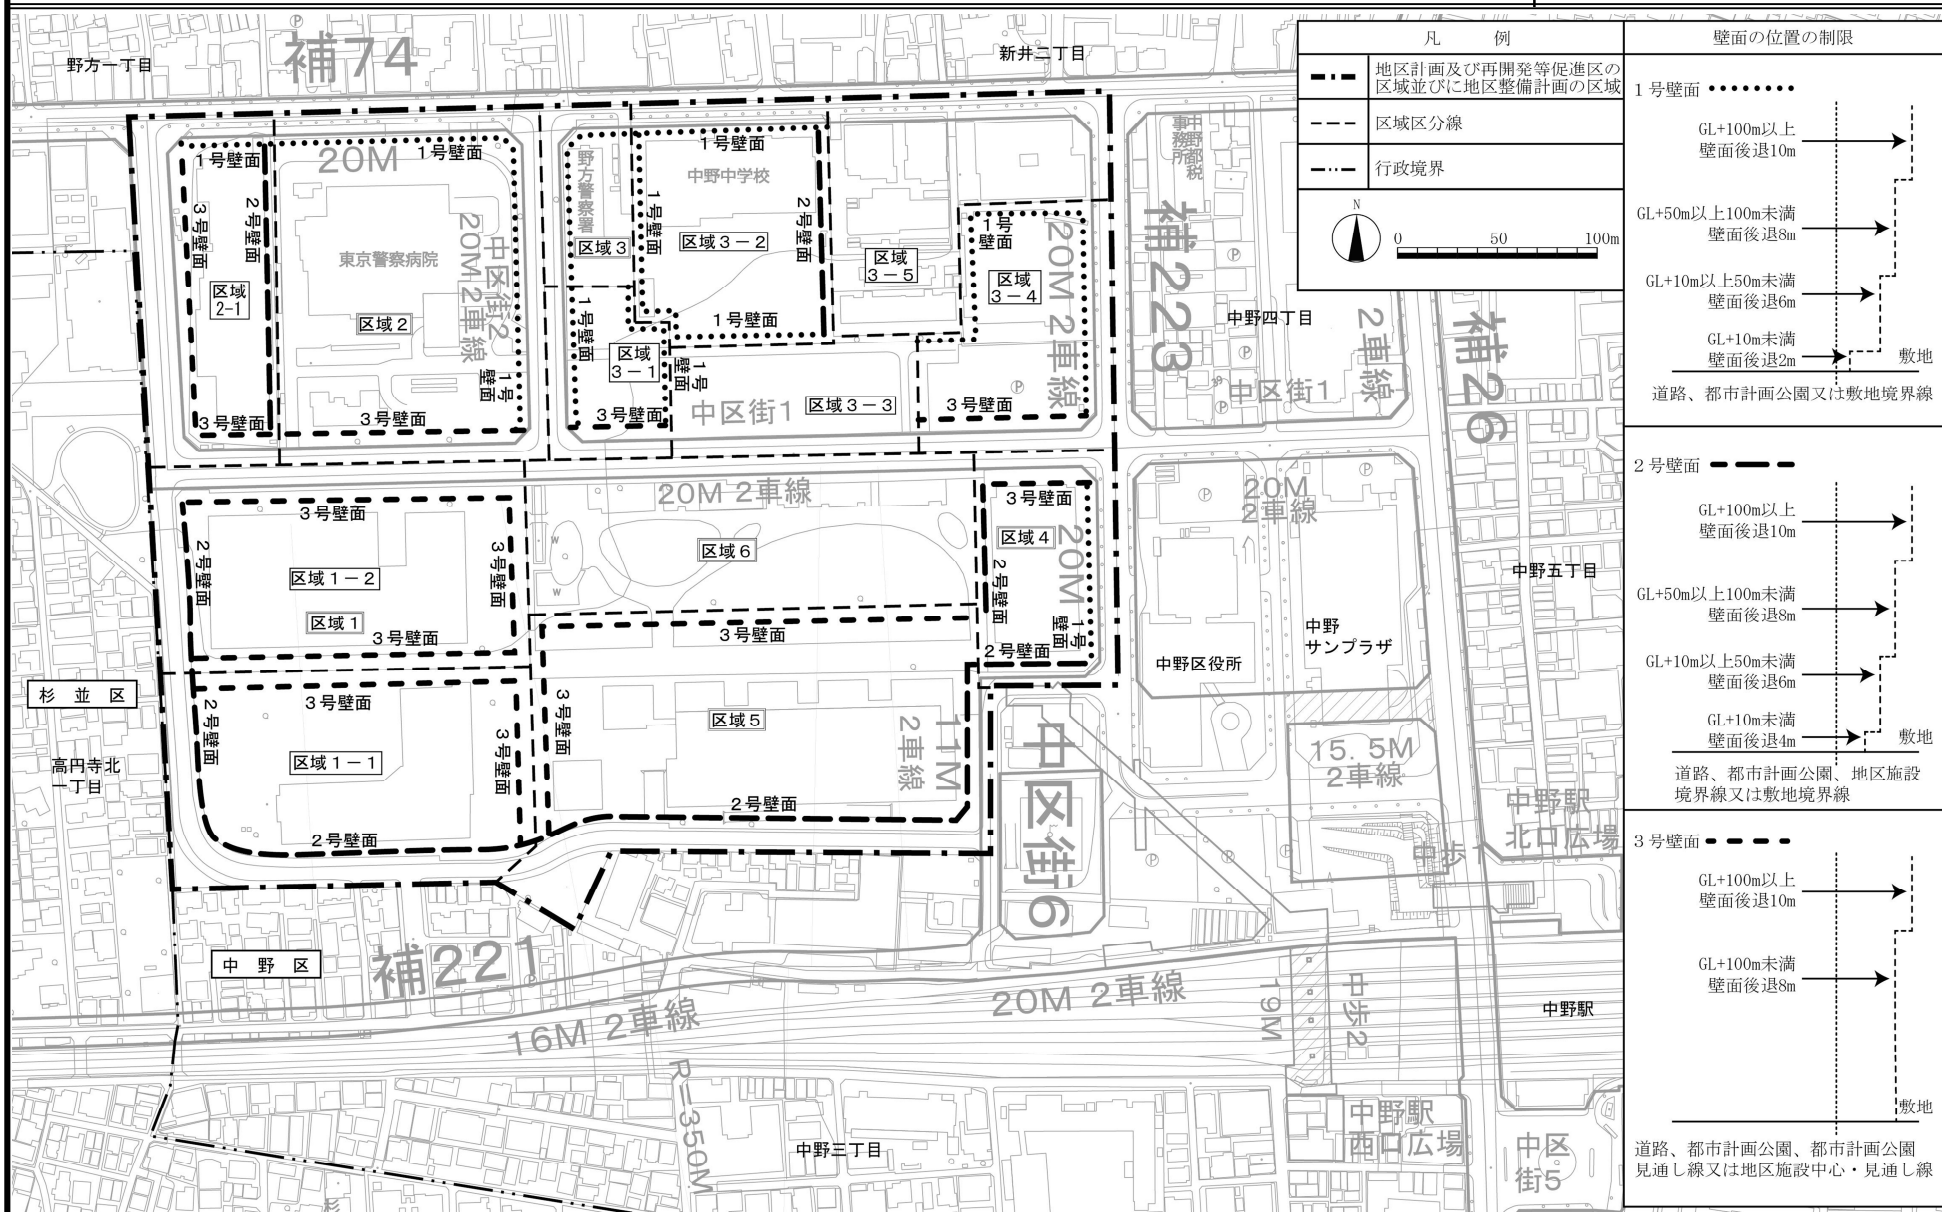 補74
野方一丁目
新井二丁目
凡　例
地区計画及び再開発等促進区の
区域並びに地区整備計画の区域
区域区分線
行政境界
N
0　50　100m
壁面の位置の制限
1号壁面
GL+100m以上
壁面後退10m
GL+50m以上100m未満
壁面後退8m
GL+10m以上50m未満
壁面後退6m
GL+10m未満
壁面後退2m
敷地
道路、都市計画公園又は敷地境界線
2号壁面
GL+100m以上
壁面後退10m
GL+50m以上100m未満
壁面後退8m
GL+10m以上50m未満
壁面後退6m
GL+10m未満
壁面後退4m
敷地
道路、都市計画公園、地区施設
境界線又は敷地境界線
3号壁面
GL+100m以上
壁面後退10m
GL+100m未満
壁面後退8m
敷地
道路、都市計画公園、都市計画公園
見通し線又は地区施設中心・見通し線
1号壁面
20M
1号壁面
3号壁面
2号壁面
東京警察病院
区域
2-1
区域2
中区街2
20M2車線
1号
壁面
3号壁面
3号壁面
野方警察署
1号壁面
中野中学校
1号壁面
2号壁面
区域3
区域3-2
1号壁面
1号壁面
区域
3-1
1号
壁面
3号壁面
中区街1
区域3-3
区域
3-5
1号
壁面
区域
3-4
20M 2車線
3号壁面
中野都税
事務所
補223
中野四丁目
中区街1
2車線
補26
20M 2車線
3号壁面
2号壁面
3号壁面
区域1-2
区域1
3号壁面
区域6
3号壁面
区域4
20M
2号壁面
1号
壁面
2号壁面
20M
2車線
中野五丁目
中野
サンプラザ
中野区役所
3号壁面
杉並区
高円寺北
一丁目
3号壁面
2号壁面
区域1-1
3号壁面
2号壁面
3号壁面
区域5
11M
2車線
2号壁面
中区街6
15.5M
2車線
中野駅
北口広場
中歩1
中野区
補221
16M 2車線
20M 2車線
19M
中歩2
中野駅
R=350M
中野三丁目
中野駅
西口広場
中区
街5